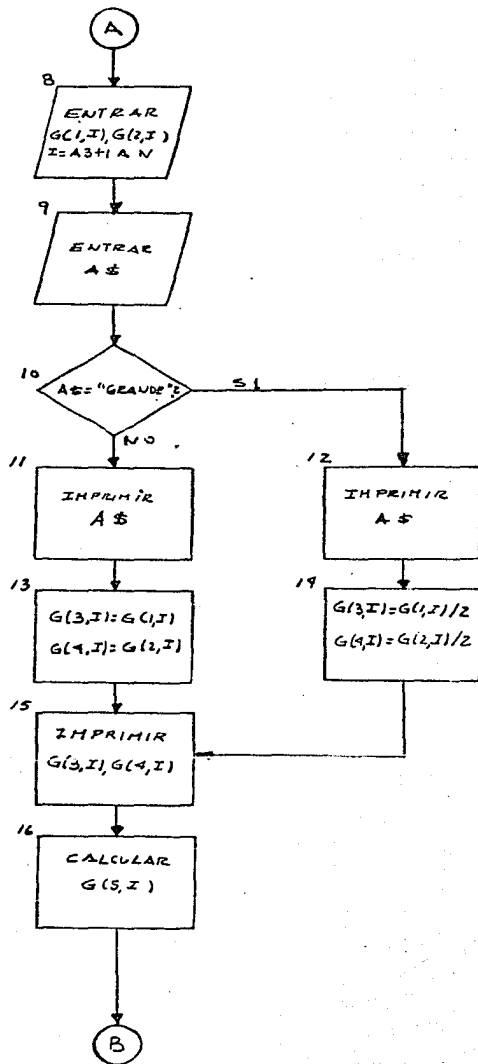 A
8
ENTRAR
G(1,I), G(2,I)
I=A3+1 A N
9
ENTRAR
A$
10
A$="GRANDE"?
SI
NO
11
IMPRIMIR
A$
12
IMPRIMIR
A$
13
G(3,I)=G(1,I)
G(4,I)=G(2,I)
14
G(3,I)=G(1,I)/2
G(4,I)=G(2,I)/2
15
IMPRIMIR
G(3,I), G(4,I)
16
CALCULAR
G(5,I)
B